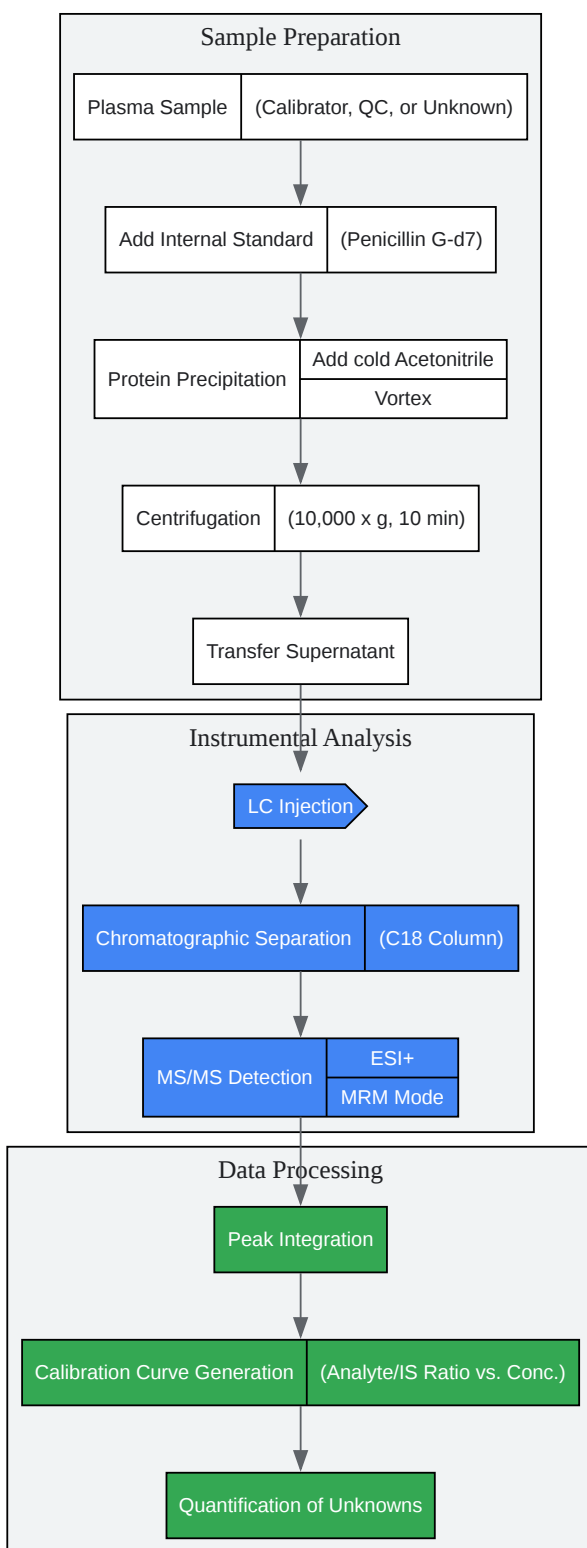 Sample Preparation
Plasma Sample
(Calibrator, QC, or Unknown)
Add Internal Standard
(Penicillin G-d7)
Protein Precipitation
Add cold Acetonitrile
Vortex
Centrifugation
(10,000 x g, 10 min)
Transfer Supernatant
Instrumental Analysis
LC Injection
Chromatographic Separation
(C18 Column)
MS/MS Detection
ESI+
MRM Mode
Data Processing
Peak Integration
Calibration Curve Generation
(Analyte/IS Ratio vs. Conc.)
Quantification of Unknowns